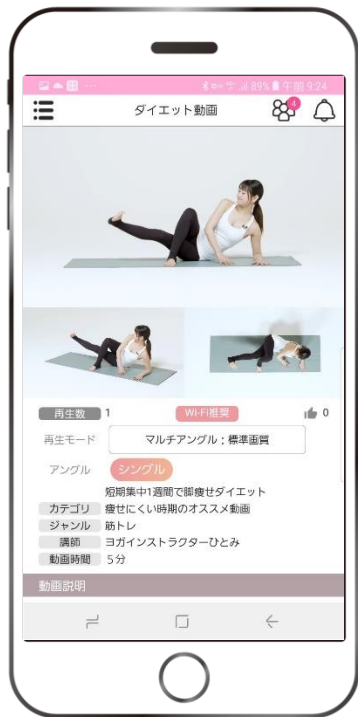 89% 午前 9:24
ダイエット動画
4
再生数 1 Wi-Fi推奨 0
再生モード マルチアングル：標準画質
アングル シングル
短期集中1週間で脚痩せダイエット
カテゴリ 痩せにくい時期のオススメ動画
ジャンル 筋トレ
講師 ヨガインストラクターひとみ
動画時間 5分
動画説明